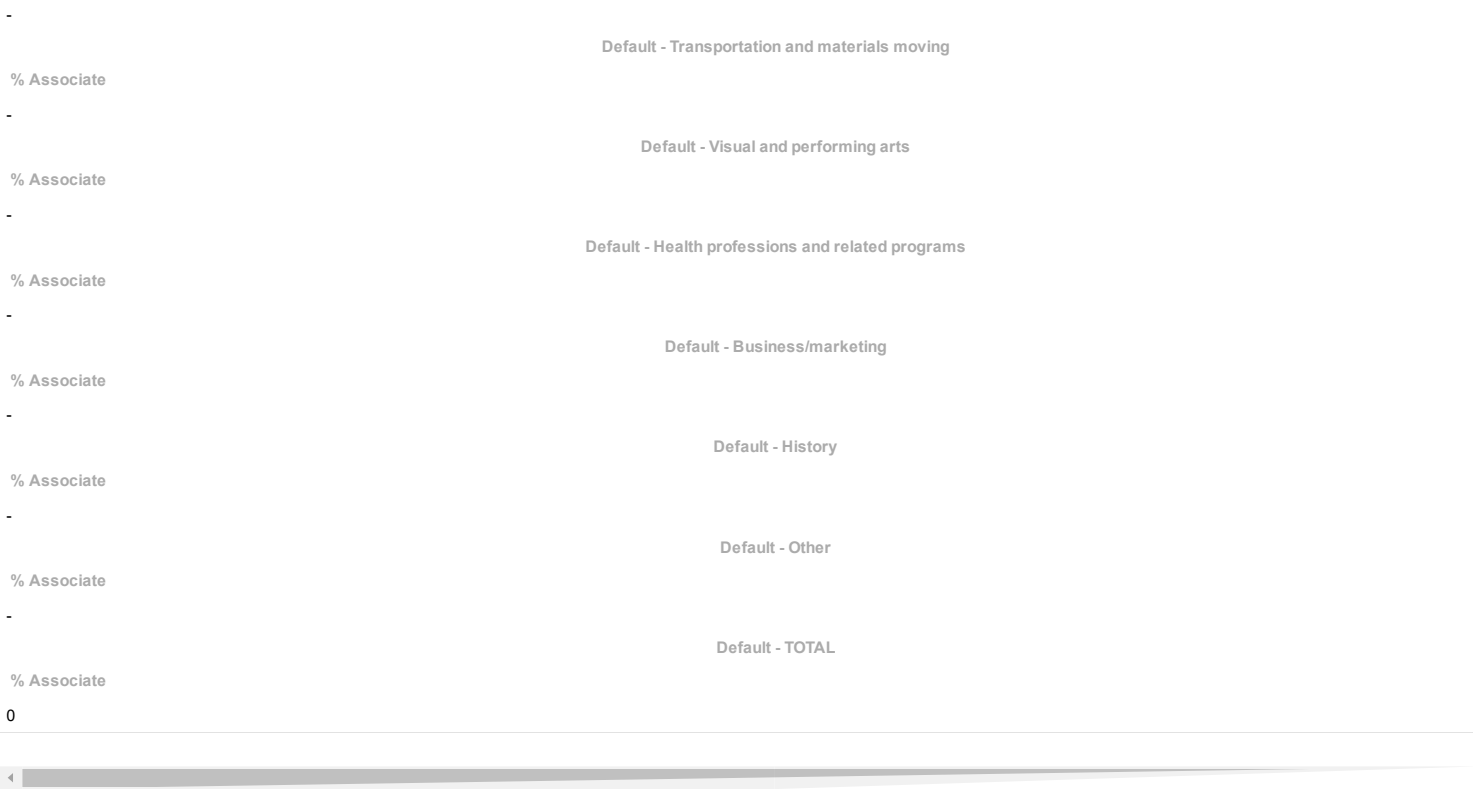 -
Default - Transportation and materials moving
% Associate
-
Default - Visual and performing arts
% Associate
-
Default - Health professions and related programs
% Associate
-
Default - Business/marketing
% Associate
-
Default - History
% Associate
-
Default - Other
% Associate
-
Default - TOTAL
% Associate
0